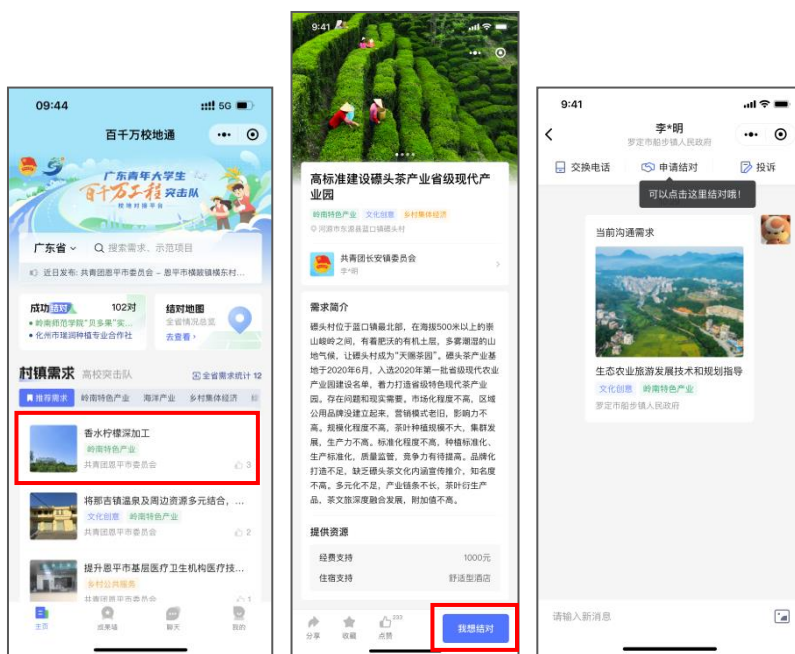 09:44
5G
百千万校地通
广东青年大学生
百千万工程突击队
校地对接平台
广东省
搜索需求、示范项目
近日发布: 共青团恩平市委员会 – 恩平市横陂镇横东村...
成功结对
102对
• 岭南师范学院“贝多果”实...
• 化州市瑞润种植专业合作社
结对地图
全省情况总览
去查看 ›
村镇需求
高校突击队
全省需求统计 12
推荐需求
岭南特色产业
海洋产业
乡村集体经济
香水柠檬深加工
岭南特色产业
共青团恩平市委员会
3
将那吉镇温泉及周边资源多元结合，...
文化创意
岭南特色产业
共青团恩平市委员会
2
提升恩平市基层医疗卫生机构医疗技...
乡村公共服务
共青团恩平市委员会
1
主页
成果墙
聊天
我的
9:41
高标准建设礤头茶产业省级现代产
业园
岭南特色产业
文化创意
乡村集体经济
河源市东源县蓝口镇礤头村
共青团长安镇委员会
李*明
需求简介
礤头村位于蓝口镇最北部，在海拔500米以上的崇
山峻岭之间，有着肥沃的有机土层，多雾潮湿的山
地气候，让礤头村成为“天赐茶园”。礤头茶产业基
地于2020年6月，入选2020年第一批省级现代农业
产业园建设名单，着力打造省级特色现代茶产业
园。存在问题和现实需要。市场化程度不高，区域
公用品牌没建立起来，营销模式老旧，影响力不
高。规模化程度不高，茶叶种植规模不大，集群发
展，生产力不高。标准化程度不高，种植标准化、
生产标准化，质量监管，竞争力有待提高。品牌化
打造不足，缺乏礤头茶文化内涵宣传推介，知名度
不高。多元化不足，产业链条不长，茶叶衍生产
品、茶文旅深度融合发展，附加值不高。
提供资源
经费支持
1000元
住宿支持
舒适型酒店
分享
收藏
点赞
233
我想结对
9:41
李*明
罗定市船步镇人民政府
交换电话
申请结对
投诉
可以点击这里结对哦！
当前沟通需求
生态农业旅游发展技术和规划指导
文化创意
岭南特色产业
罗定市船步镇人民政府
请输入新消息